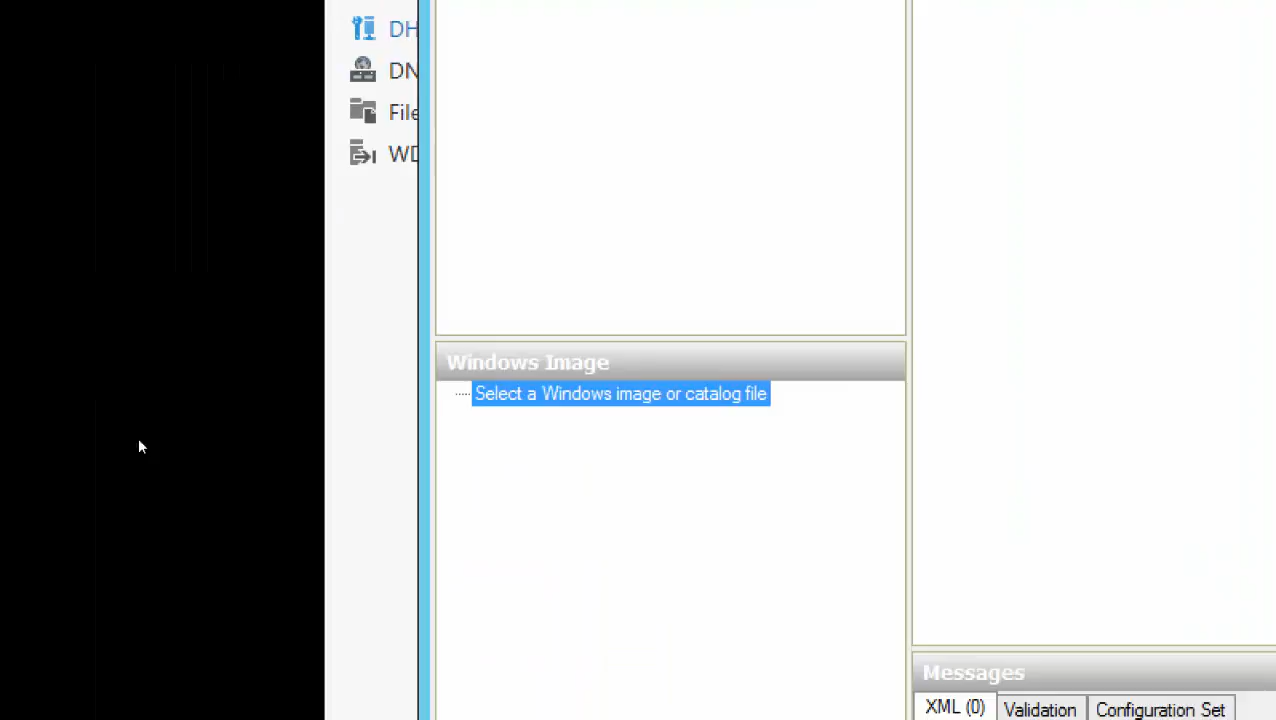 DH
DN
File
WD
Windows Image
Select a Windows image or catalog file
Messages
XML (0) Validation Configuration Set